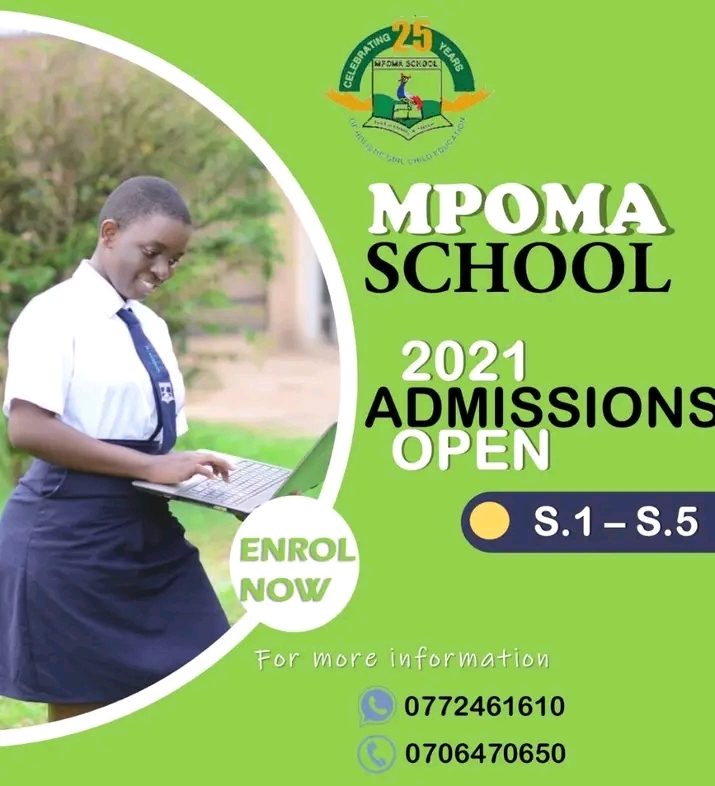 CELEBRATING 25 YEARS
MPOMA SCHOOL
MPOMA
SCHOOL
2021
ADMISSIONS
OPEN
S.1 – S.5
ENROL
NOW
For more information
0772461610
0706470650